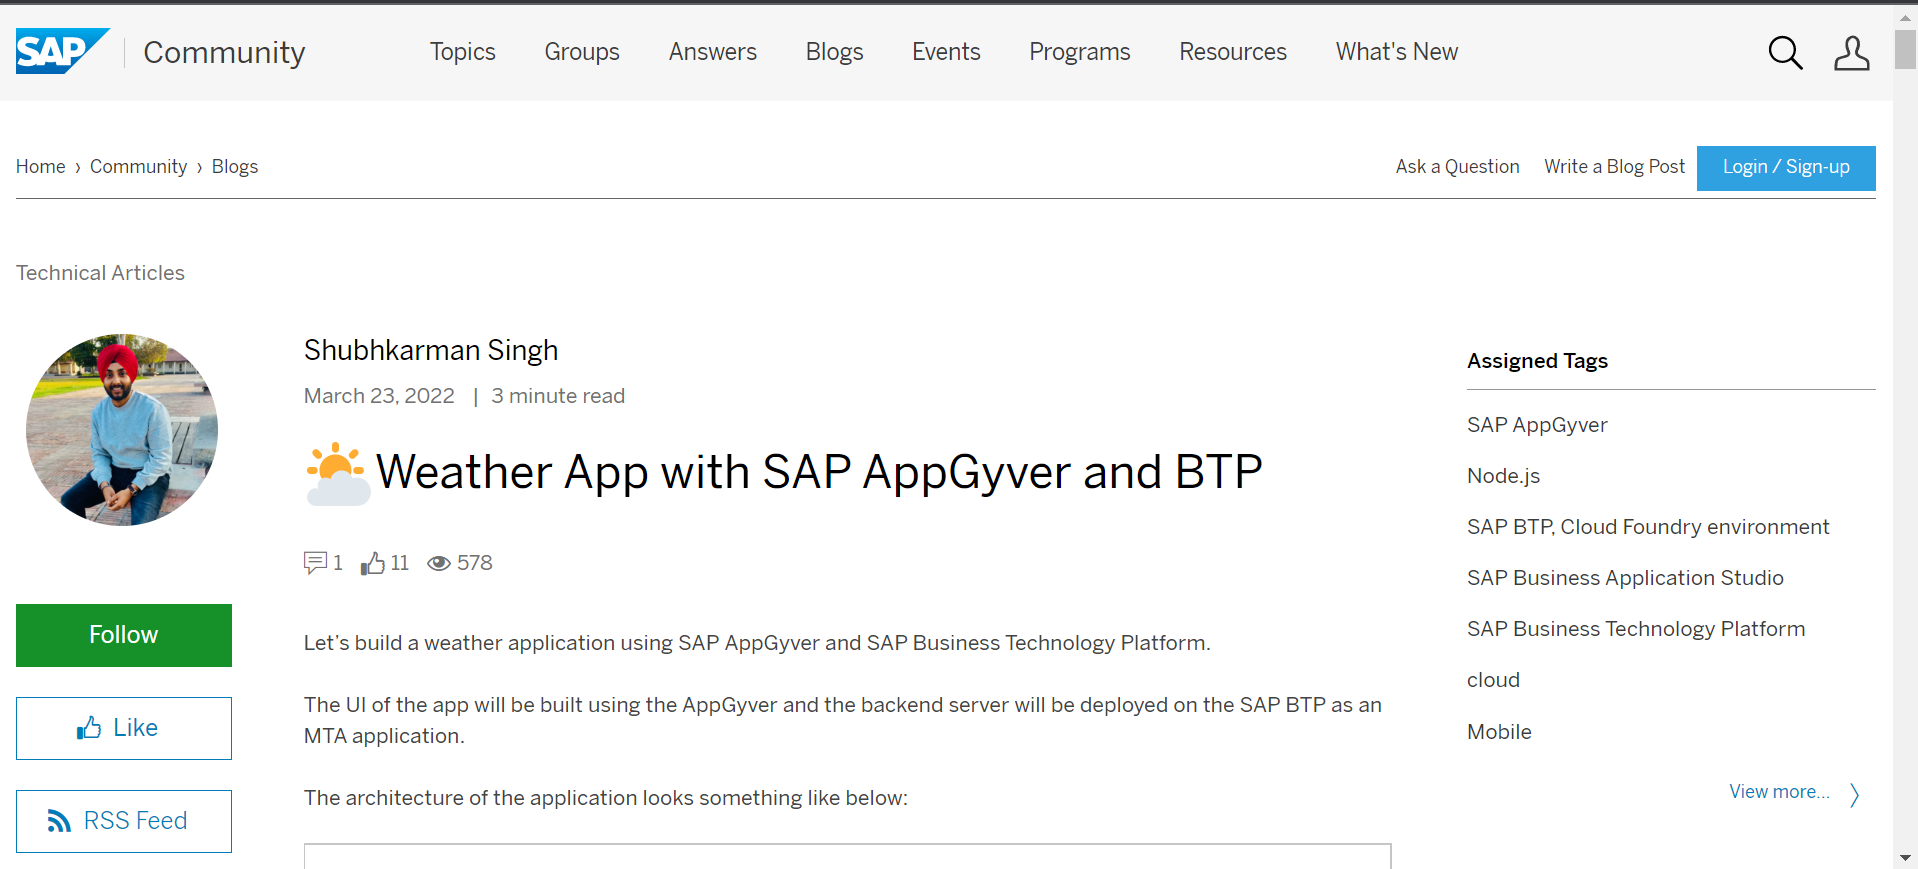 SAP Community Topics Groups Answers Blogs Events Programs Resources What's New
Home › Community › Blogs Ask a Question Write a Blog Post Login / Sign-up
Technical Articles
Shubhkarman Singh
March 23, 2022 | 3 minute read
Weather App with SAP AppGyver and BTP
1 11 578
Follow
Like
RSS Feed
Let’s build a weather application using SAP AppGyver and SAP Business Technology Platform.
The UI of the app will be built using the AppGyver and the backend server will be deployed on the SAP BTP as an
MTA application.
The architecture of the application looks something like below:
Assigned Tags
SAP AppGyver
Node.js
SAP BTP, Cloud Foundry environment
SAP Business Application Studio
SAP Business Technology Platform
cloud
Mobile
View more...